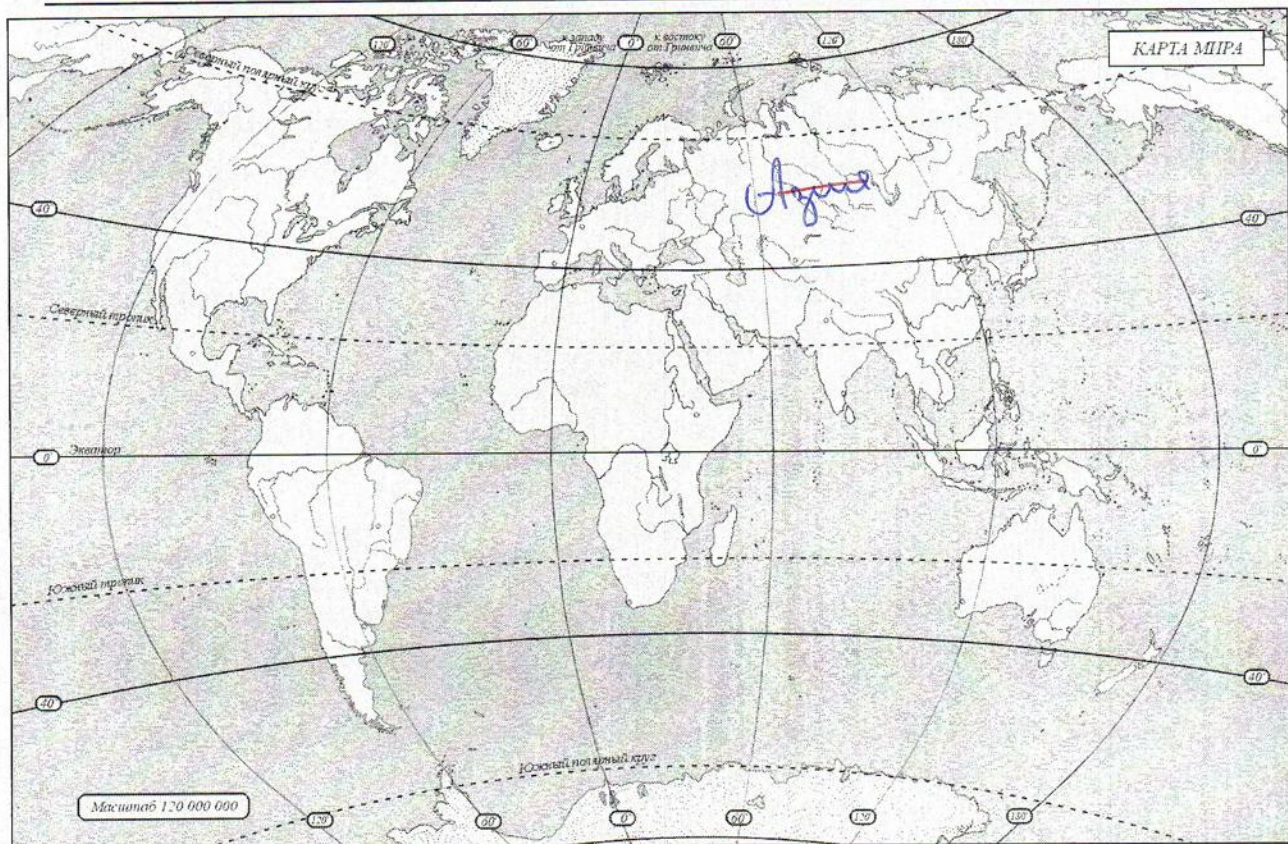 120 60 к западу от Гринвича 0 к востоку от Гринвича 60 120 180
КАРТА МИРА
Северный полярный круг
Азия
40 40
Северный тропик
0 Экватор 0
Южный тропик
40 40
Южный полярный круг
Масштаб 120 000 000
120 60 0 60 120 180